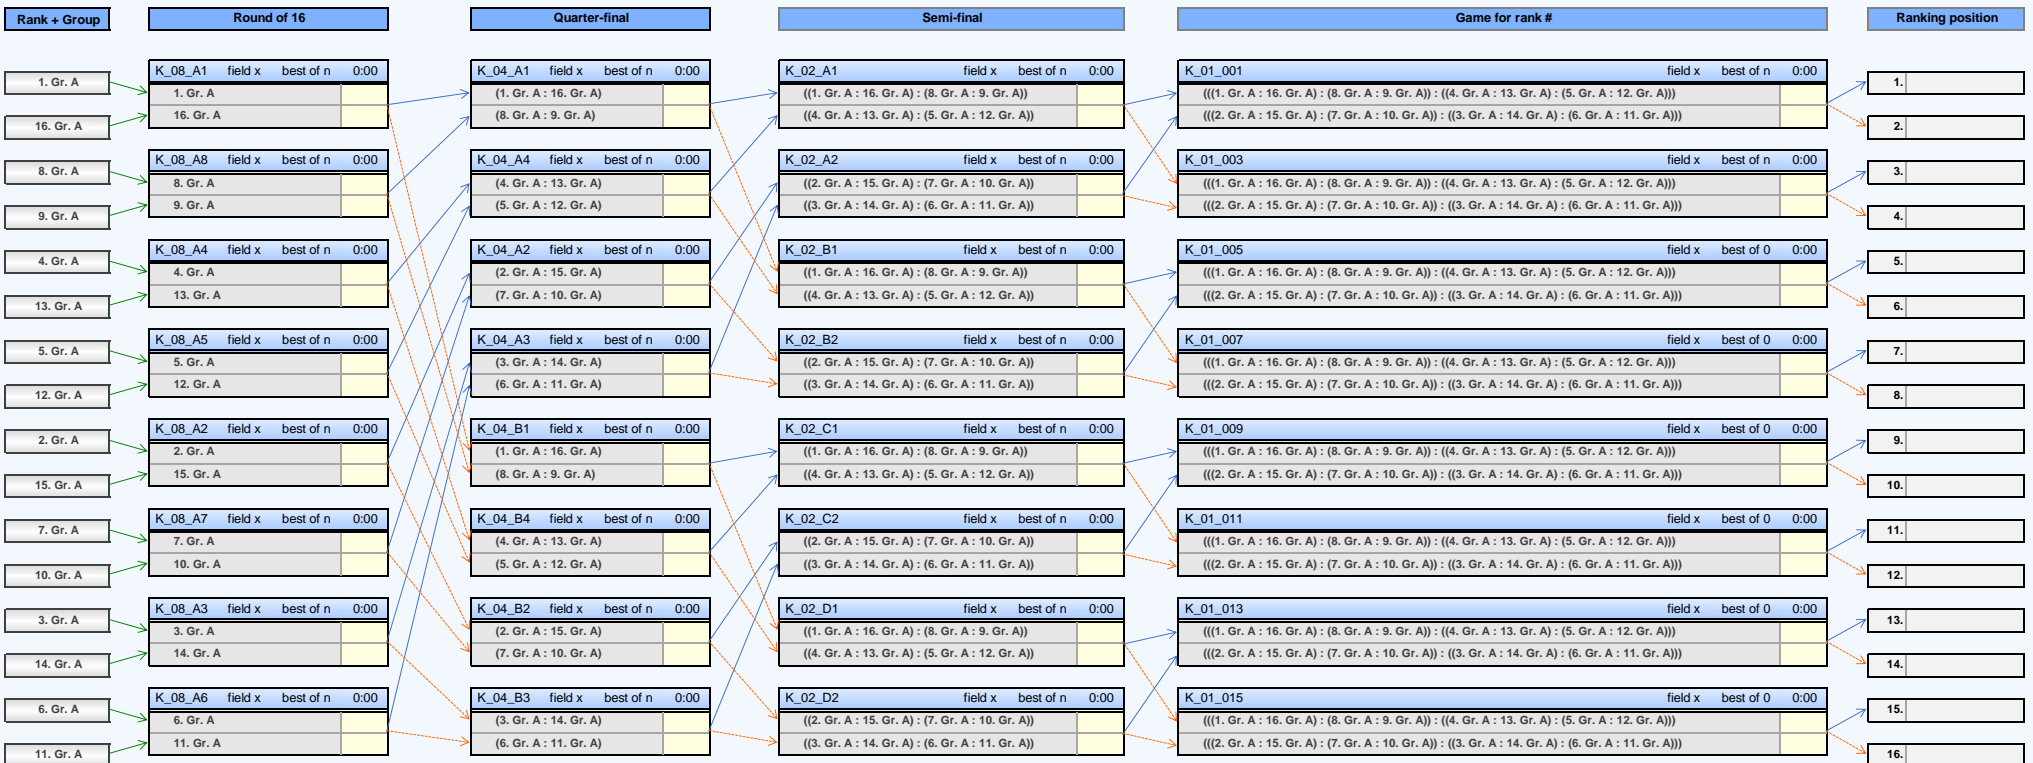 Rank + Group
Round of 16
Quarter-final
Semi-final
Game for rank #
Ranking position
1. Gr. A
16. Gr. A
8. Gr. A
9. Gr. A
4. Gr. A
13. Gr. A
5. Gr. A
12. Gr. A
2. Gr. A
15. Gr. A
7. Gr. A
10. Gr. A
3. Gr. A
14. Gr. A
6. Gr. A
11. Gr. A
K_08_A1 field x best of n 0:00
1. Gr. A
16. Gr. A
K_08_A8 field x best of n 0:00
8. Gr. A
9. Gr. A
K_08_A4 field x best of n 0:00
4. Gr. A
13. Gr. A
K_08_A5 field x best of n 0:00
5. Gr. A
12. Gr. A
K_08_A2 field x best of n 0:00
2. Gr. A
15. Gr. A
K_08_A7 field x best of n 0:00
7. Gr. A
10. Gr. A
K_08_A3 field x best of n 0:00
3. Gr. A
14. Gr. A
K_08_A6 field x best of n 0:00
6. Gr. A
11. Gr. A
K_04_A1 field x best of n 0:00
(1. Gr. A : 16. Gr. A)
(8. Gr. A : 9. Gr. A)
K_04_A4 field x best of n 0:00
(4. Gr. A : 13. Gr. A)
(5. Gr. A : 12. Gr. A)
K_04_A2 field x best of n 0:00
(2. Gr. A : 15. Gr. A)
(7. Gr. A : 10. Gr. A)
K_04_A3 field x best of n 0:00
(3. Gr. A : 14. Gr. A)
(6. Gr. A : 11. Gr. A)
K_04_B1 field x best of n 0:00
(1. Gr. A : 16. Gr. A)
(8. Gr. A : 9. Gr. A)
K_04_B4 field x best of n 0:00
(4. Gr. A : 13. Gr. A)
(5. Gr. A : 12. Gr. A)
K_04_B2 field x best of n 0:00
(2. Gr. A : 15. Gr. A)
(7. Gr. A : 10. Gr. A)
K_04_B3 field x best of n 0:00
(3. Gr. A : 14. Gr. A)
(6. Gr. A : 11. Gr. A)
K_02_A1 field x best of n 0:00
((1. Gr. A : 16. Gr. A) : (8. Gr. A : 9. Gr. A))
((4. Gr. A : 13. Gr. A) : (5. Gr. A : 12. Gr. A))
K_02_A2 field x best of n 0:00
((2. Gr. A : 15. Gr. A) : (7. Gr. A : 10. Gr. A))
((3. Gr. A : 14. Gr. A) : (6. Gr. A : 11. Gr. A))
K_02_B1 field x best of n 0:00
((1. Gr. A : 16. Gr. A) : (8. Gr. A : 9. Gr. A))
((4. Gr. A : 13. Gr. A) : (5. Gr. A : 12. Gr. A))
K_02_B2 field x best of n 0:00
((2. Gr. A : 15. Gr. A) : (7. Gr. A : 10. Gr. A))
((3. Gr. A : 14. Gr. A) : (6. Gr. A : 11. Gr. A))
K_02_C1 field x best of n 0:00
((1. Gr. A : 16. Gr. A) : (8. Gr. A : 9. Gr. A))
((4. Gr. A : 13. Gr. A) : (5. Gr. A : 12. Gr. A))
K_02_C2 field x best of n 0:00
((2. Gr. A : 15. Gr. A) : (7. Gr. A : 10. Gr. A))
((3. Gr. A : 14. Gr. A) : (6. Gr. A : 11. Gr. A))
K_02_D1 field x best of n 0:00
((1. Gr. A : 16. Gr. A) : (8. Gr. A : 9. Gr. A))
((4. Gr. A : 13. Gr. A) : (5. Gr. A : 12. Gr. A))
K_02_D2 field x best of n 0:00
((2. Gr. A : 15. Gr. A) : (7. Gr. A : 10. Gr. A))
((3. Gr. A : 14. Gr. A) : (6. Gr. A : 11. Gr. A))
K_01_001 field x best of n 0:00
(((1. Gr. A : 16. Gr. A) : (8. Gr. A : 9. Gr. A)) : ((4. Gr. A : 13. Gr. A) : (5. Gr. A : 12. Gr. A)))
(((2. Gr. A : 15. Gr. A) : (7. Gr. A : 10. Gr. A)) : ((3. Gr. A : 14. Gr. A) : (6. Gr. A : 11. Gr. A)))
K_01_003 field x best of n 0:00
(((1. Gr. A : 16. Gr. A) : (8. Gr. A : 9. Gr. A)) : ((4. Gr. A : 13. Gr. A) : (5. Gr. A : 12. Gr. A)))
(((2. Gr. A : 15. Gr. A) : (7. Gr. A : 10. Gr. A)) : ((3. Gr. A : 14. Gr. A) : (6. Gr. A : 11. Gr. A)))
K_01_005 field x best of 0 0:00
(((1. Gr. A : 16. Gr. A) : (8. Gr. A : 9. Gr. A)) : ((4. Gr. A : 13. Gr. A) : (5. Gr. A : 12. Gr. A)))
(((2. Gr. A : 15. Gr. A) : (7. Gr. A : 10. Gr. A)) : ((3. Gr. A : 14. Gr. A) : (6. Gr. A : 11. Gr. A)))
K_01_007 field x best of 0 0:00
(((1. Gr. A : 16. Gr. A) : (8. Gr. A : 9. Gr. A)) : ((4. Gr. A : 13. Gr. A) : (5. Gr. A : 12. Gr. A)))
(((2. Gr. A : 15. Gr. A) : (7. Gr. A : 10. Gr. A)) : ((3. Gr. A : 14. Gr. A) : (6. Gr. A : 11. Gr. A)))
K_01_009 field x best of 0 0:00
(((1. Gr. A : 16. Gr. A) : (8. Gr. A : 9. Gr. A)) : ((4. Gr. A : 13. Gr. A) : (5. Gr. A : 12. Gr. A)))
(((2. Gr. A : 15. Gr. A) : (7. Gr. A : 10. Gr. A)) : ((3. Gr. A : 14. Gr. A) : (6. Gr. A : 11. Gr. A)))
K_01_011 field x best of 0 0:00
(((1. Gr. A : 16. Gr. A) : (8. Gr. A : 9. Gr. A)) : ((4. Gr. A : 13. Gr. A) : (5. Gr. A : 12. Gr. A)))
(((2. Gr. A : 15. Gr. A) : (7. Gr. A : 10. Gr. A)) : ((3. Gr. A : 14. Gr. A) : (6. Gr. A : 11. Gr. A)))
K_01_013 field x best of 0 0:00
(((1. Gr. A : 16. Gr. A) : (8. Gr. A : 9. Gr. A)) : ((4. Gr. A : 13. Gr. A) : (5. Gr. A : 12. Gr. A)))
(((2. Gr. A : 15. Gr. A) : (7. Gr. A : 10. Gr. A)) : ((3. Gr. A : 14. Gr. A) : (6. Gr. A : 11. Gr. A)))
K_01_015 field x best of 0 0:00
(((1. Gr. A : 16. Gr. A) : (8. Gr. A : 9. Gr. A)) : ((4. Gr. A : 13. Gr. A) : (5. Gr. A : 12. Gr. A)))
(((2. Gr. A : 15. Gr. A) : (7. Gr. A : 10. Gr. A)) : ((3. Gr. A : 14. Gr. A) : (6. Gr. A : 11. Gr. A)))
1.
2.
3.
4.
5.
6.
7.
8.
9.
10.
11.
12.
13.
14.
15.
16.